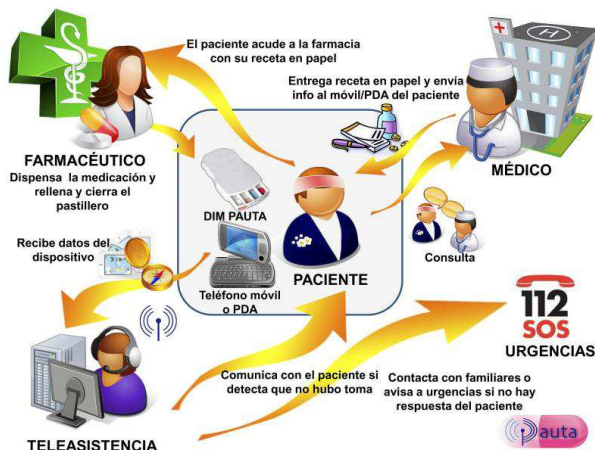 El paciente acude a la farmacia
con su receta en papel
Entrega receta en papel y envía
info al móvil/PDA del paciente
H
FARMACÉUTICO
Dispensa la medicación y
rellena y cierra el
pastillero
MÉDICO
DIM PAUTA
Recibe datos del
dispositivo
PACIENTE
Consulta
Teléfono móvil
o PDA
112
SOS
URGENCIAS
Comunica con el paciente si
detecta que no hubo toma
Contacta con familiares o
avisa a urgencias si no hay
respuesta del paciente
TELEASISTENCIA
pauta